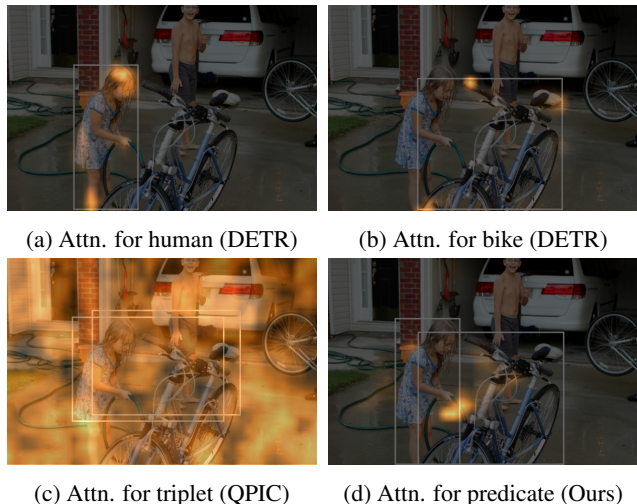 (a) Attn. for human (DETR)
(b) Attn. for bike (DETR)
(c) Attn. for triplet (QPIC)
(d) Attn. for predicate (Ours)